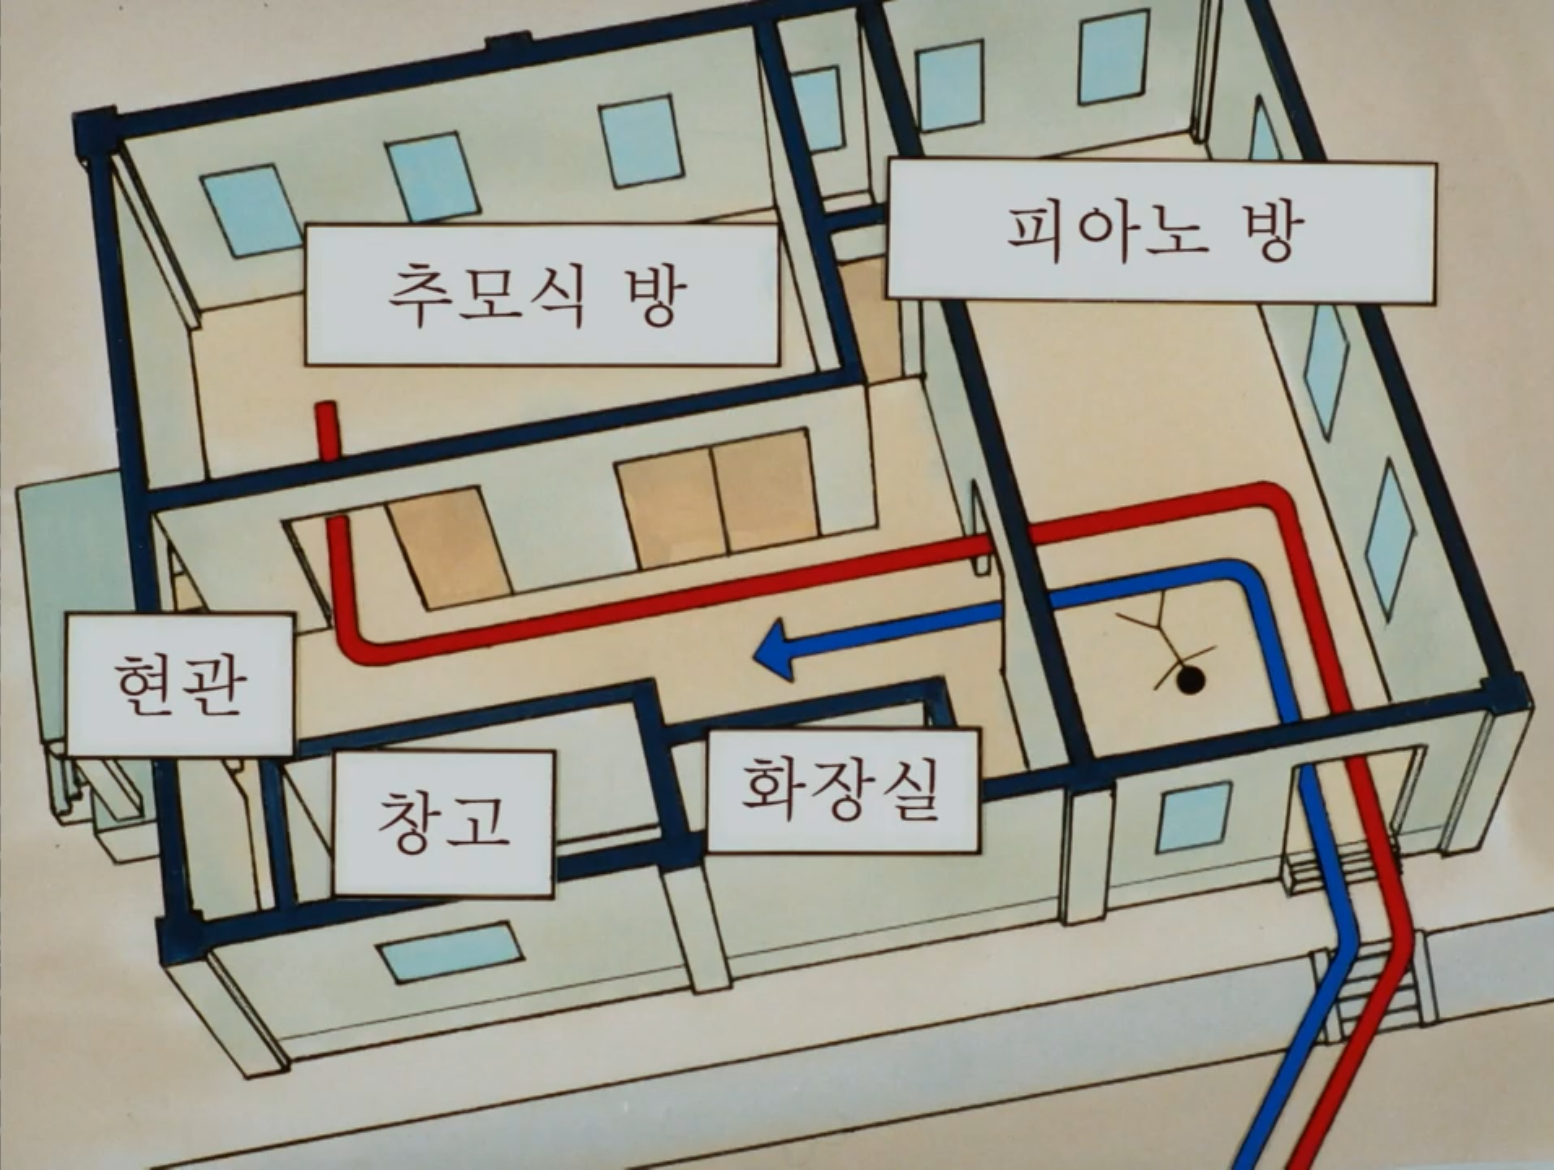 피아노 방
추모식 방
현관
창고
화장실